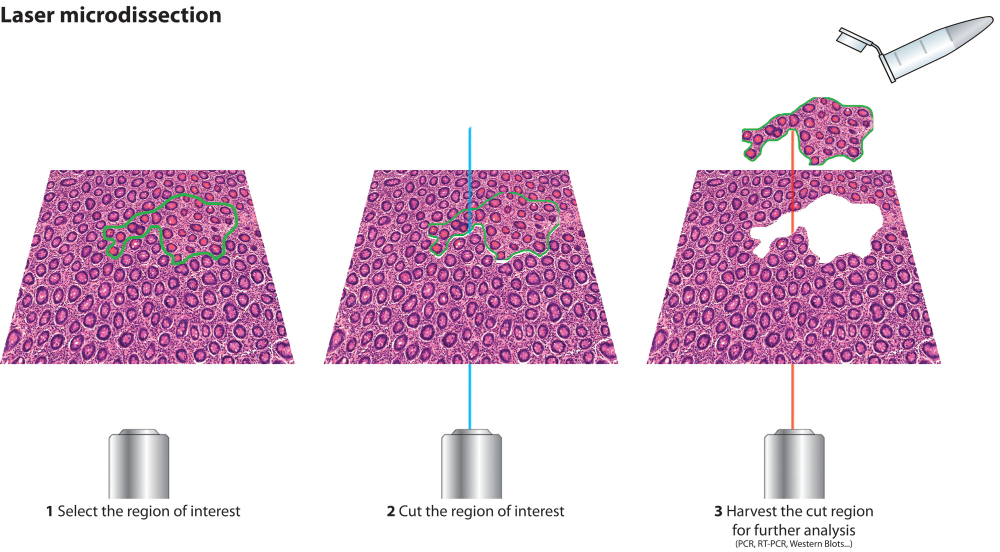 Laser microdissection
1 Select the region of interest
2 Cut the region of interest
3 Harvest the cut region
for further analysis
(PCR, RT-PCR, Western Blots...)